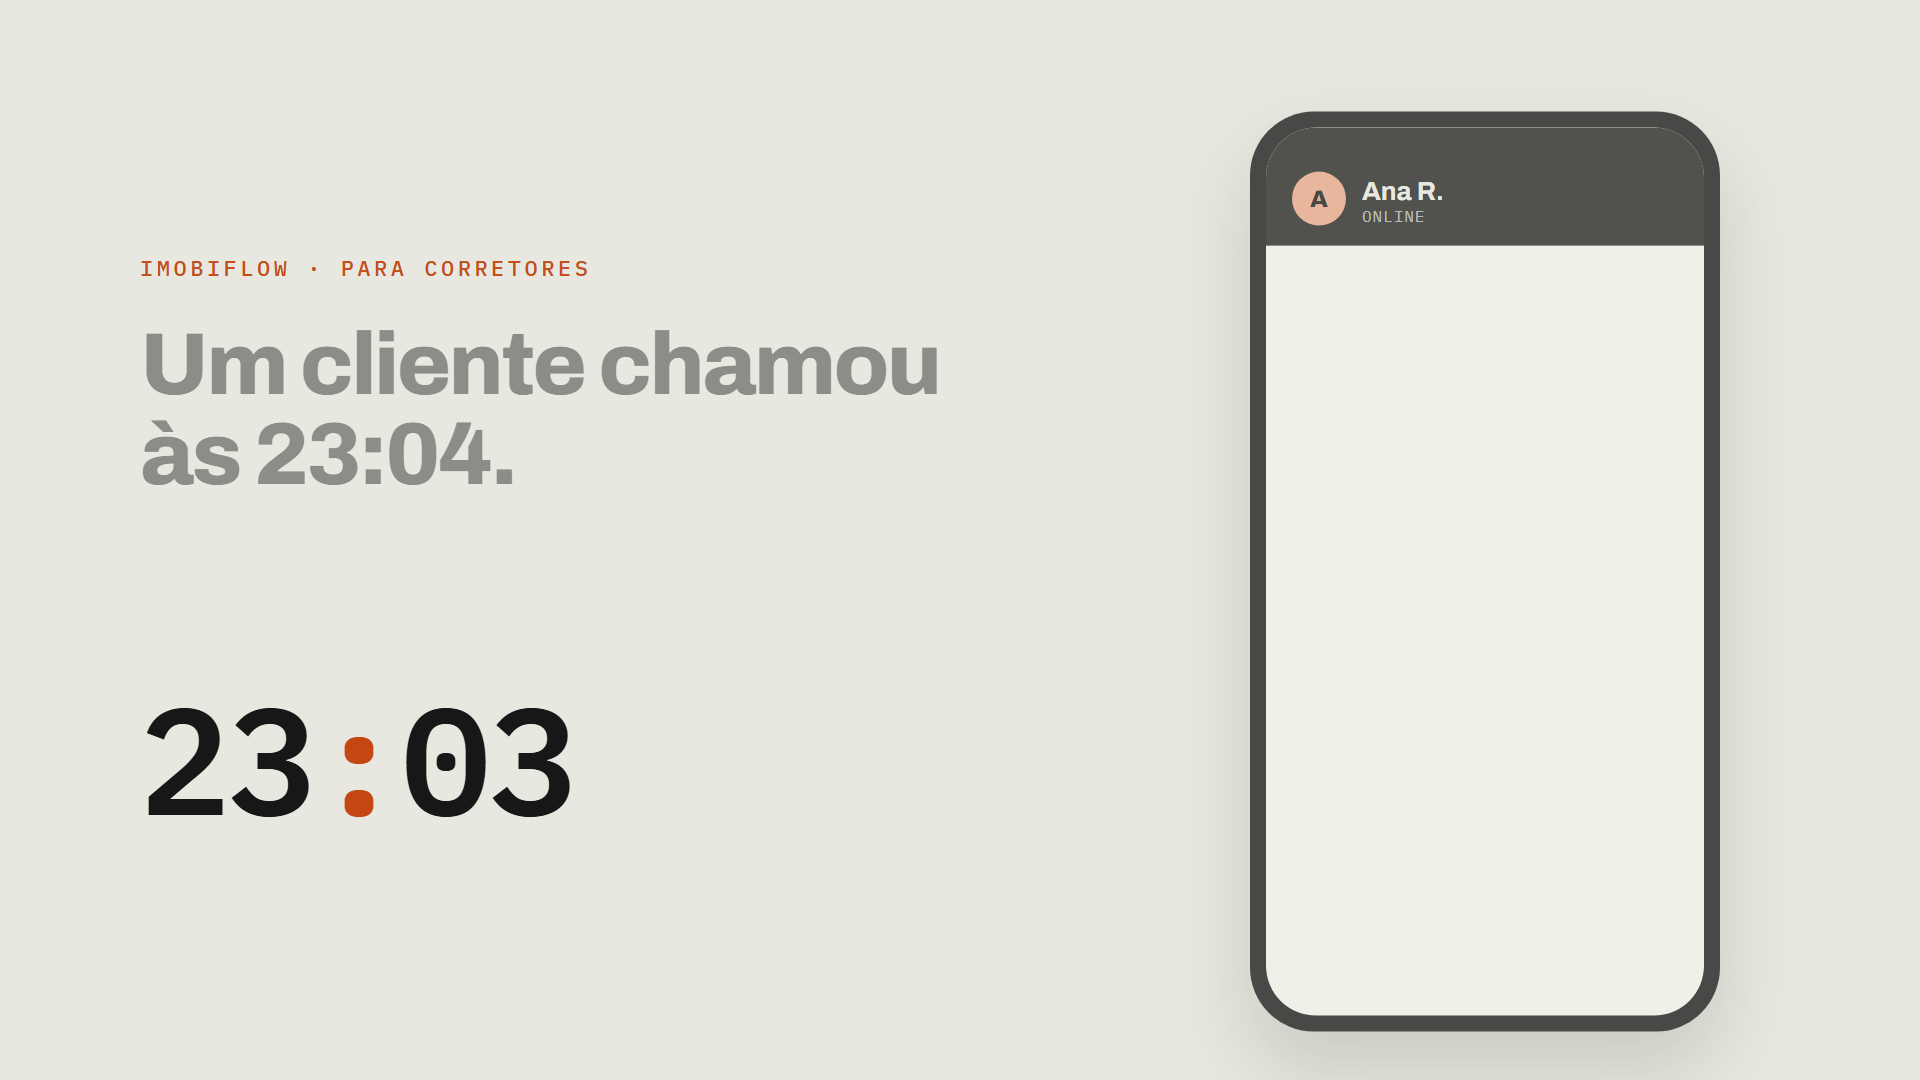 IMOBIFLOW · PARA CORRETORES
Um cliente chamou
às 23:04.
23:03
A
Ana R.
ONLINE